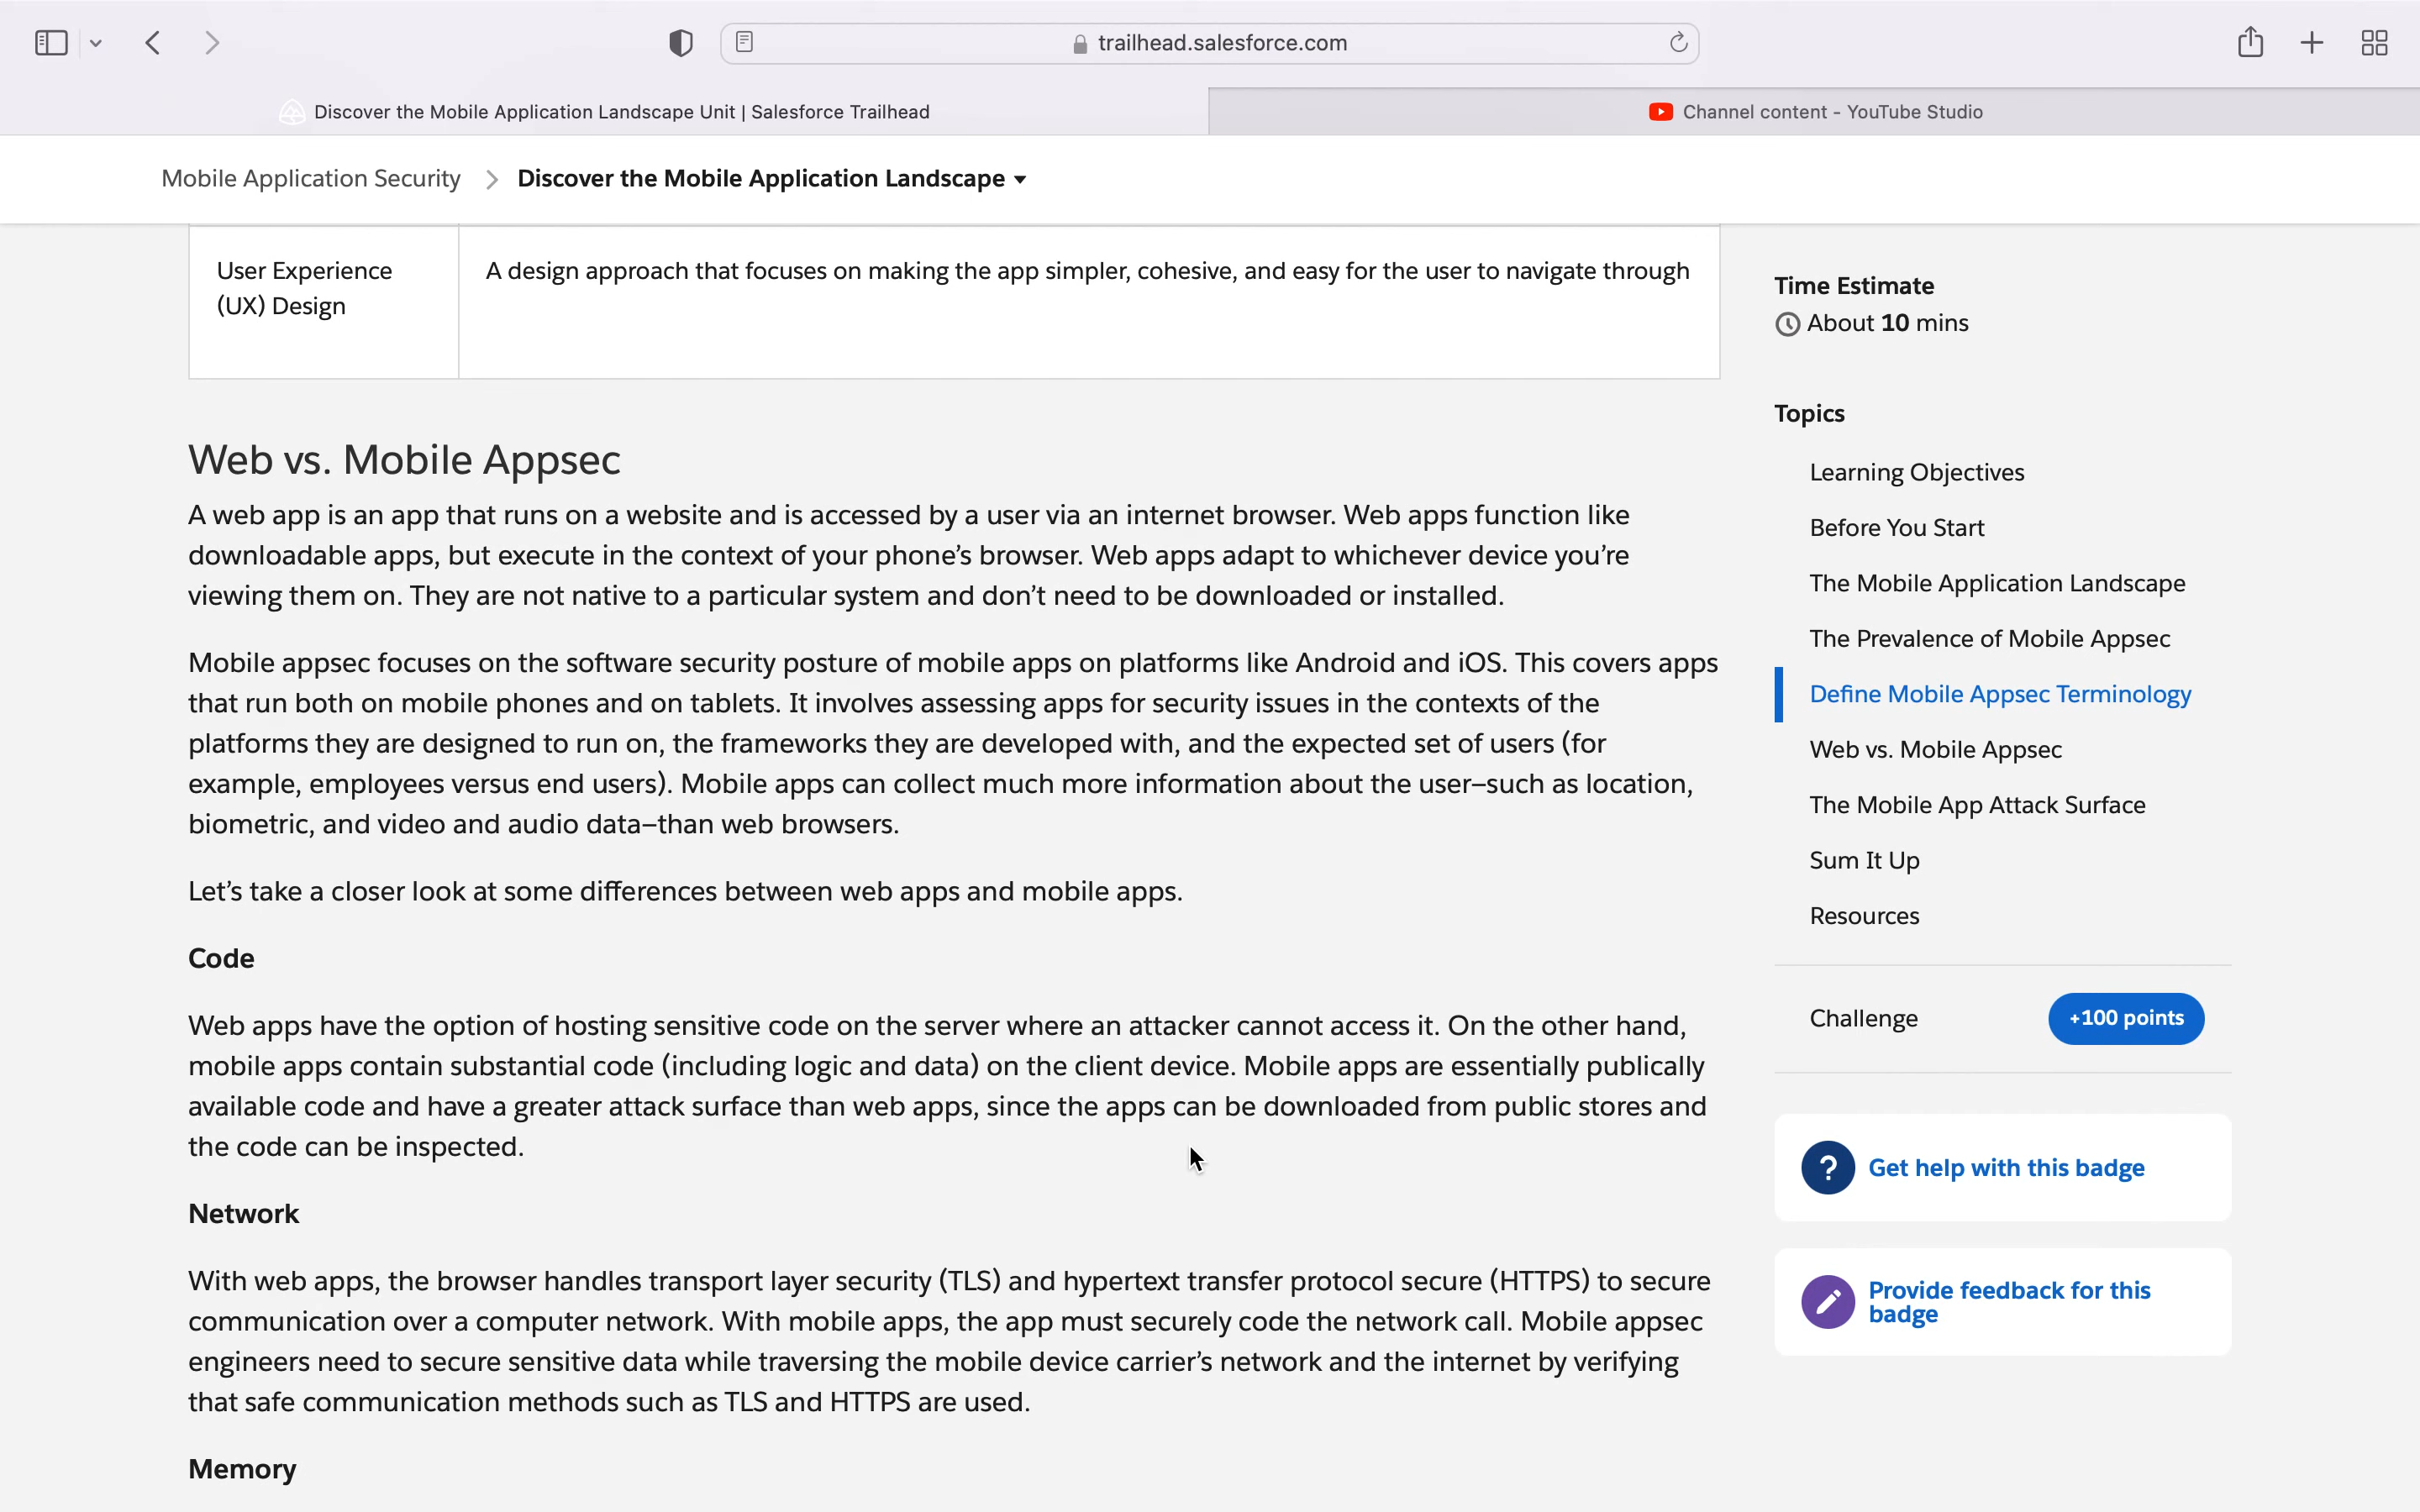 trailhead.salesforce.com
Discover the Mobile Application Landscape Unit | Salesforce Trailhead
Channel content - YouTube Studio
Mobile Application Security
Discover the Mobile Application Landscape
User Experience
(UX) Design
A design approach that focuses on making the app simpler, cohesive, and easy for the user to navigate through
Web vs. Mobile Appsec
A web app is an app that runs on a website and is accessed by a user via an internet browser. Web apps function like
downloadable apps, but execute in the context of your phone’s browser. Web apps adapt to whichever device you’re
viewing them on. They are not native to a particular system and don’t need to be downloaded or installed.
Mobile appsec focuses on the software security posture of mobile apps on platforms like Android and iOS. This covers apps
that run both on mobile phones and on tablets. It involves assessing apps for security issues in the contexts of the
platforms they are designed to run on, the frameworks they are developed with, and the expected set of users (for
example, employees versus end users). Mobile apps can collect much more information about the user—such as location,
biometric, and video and audio data—than web browsers.
Let’s take a closer look at some differences between web apps and mobile apps.
Code
Web apps have the option of hosting sensitive code on the server where an attacker cannot access it. On the other hand,
mobile apps contain substantial code (including logic and data) on the client device. Mobile apps are essentially publically
available code and have a greater attack surface than web apps, since the apps can be downloaded from public stores and
the code can be inspected.
Network
With web apps, the browser handles transport layer security (TLS) and hypertext transfer protocol secure (HTTPS) to secure
communication over a computer network. With mobile apps, the app must securely code the network call. Mobile appsec
engineers need to secure sensitive data while traversing the mobile device carrier’s network and the internet by verifying
that safe communication methods such as TLS and HTTPS are used.
Memory
Time Estimate
About 10 mins
Topics
Learning Objectives
Before You Start
The Mobile Application Landscape
The Prevalence of Mobile Appsec
Define Mobile Appsec Terminology
Web vs. Mobile Appsec
The Mobile App Attack Surface
Sum It Up
Resources
Challenge
+100 points
Get help with this badge
Provide feedback for this
badge